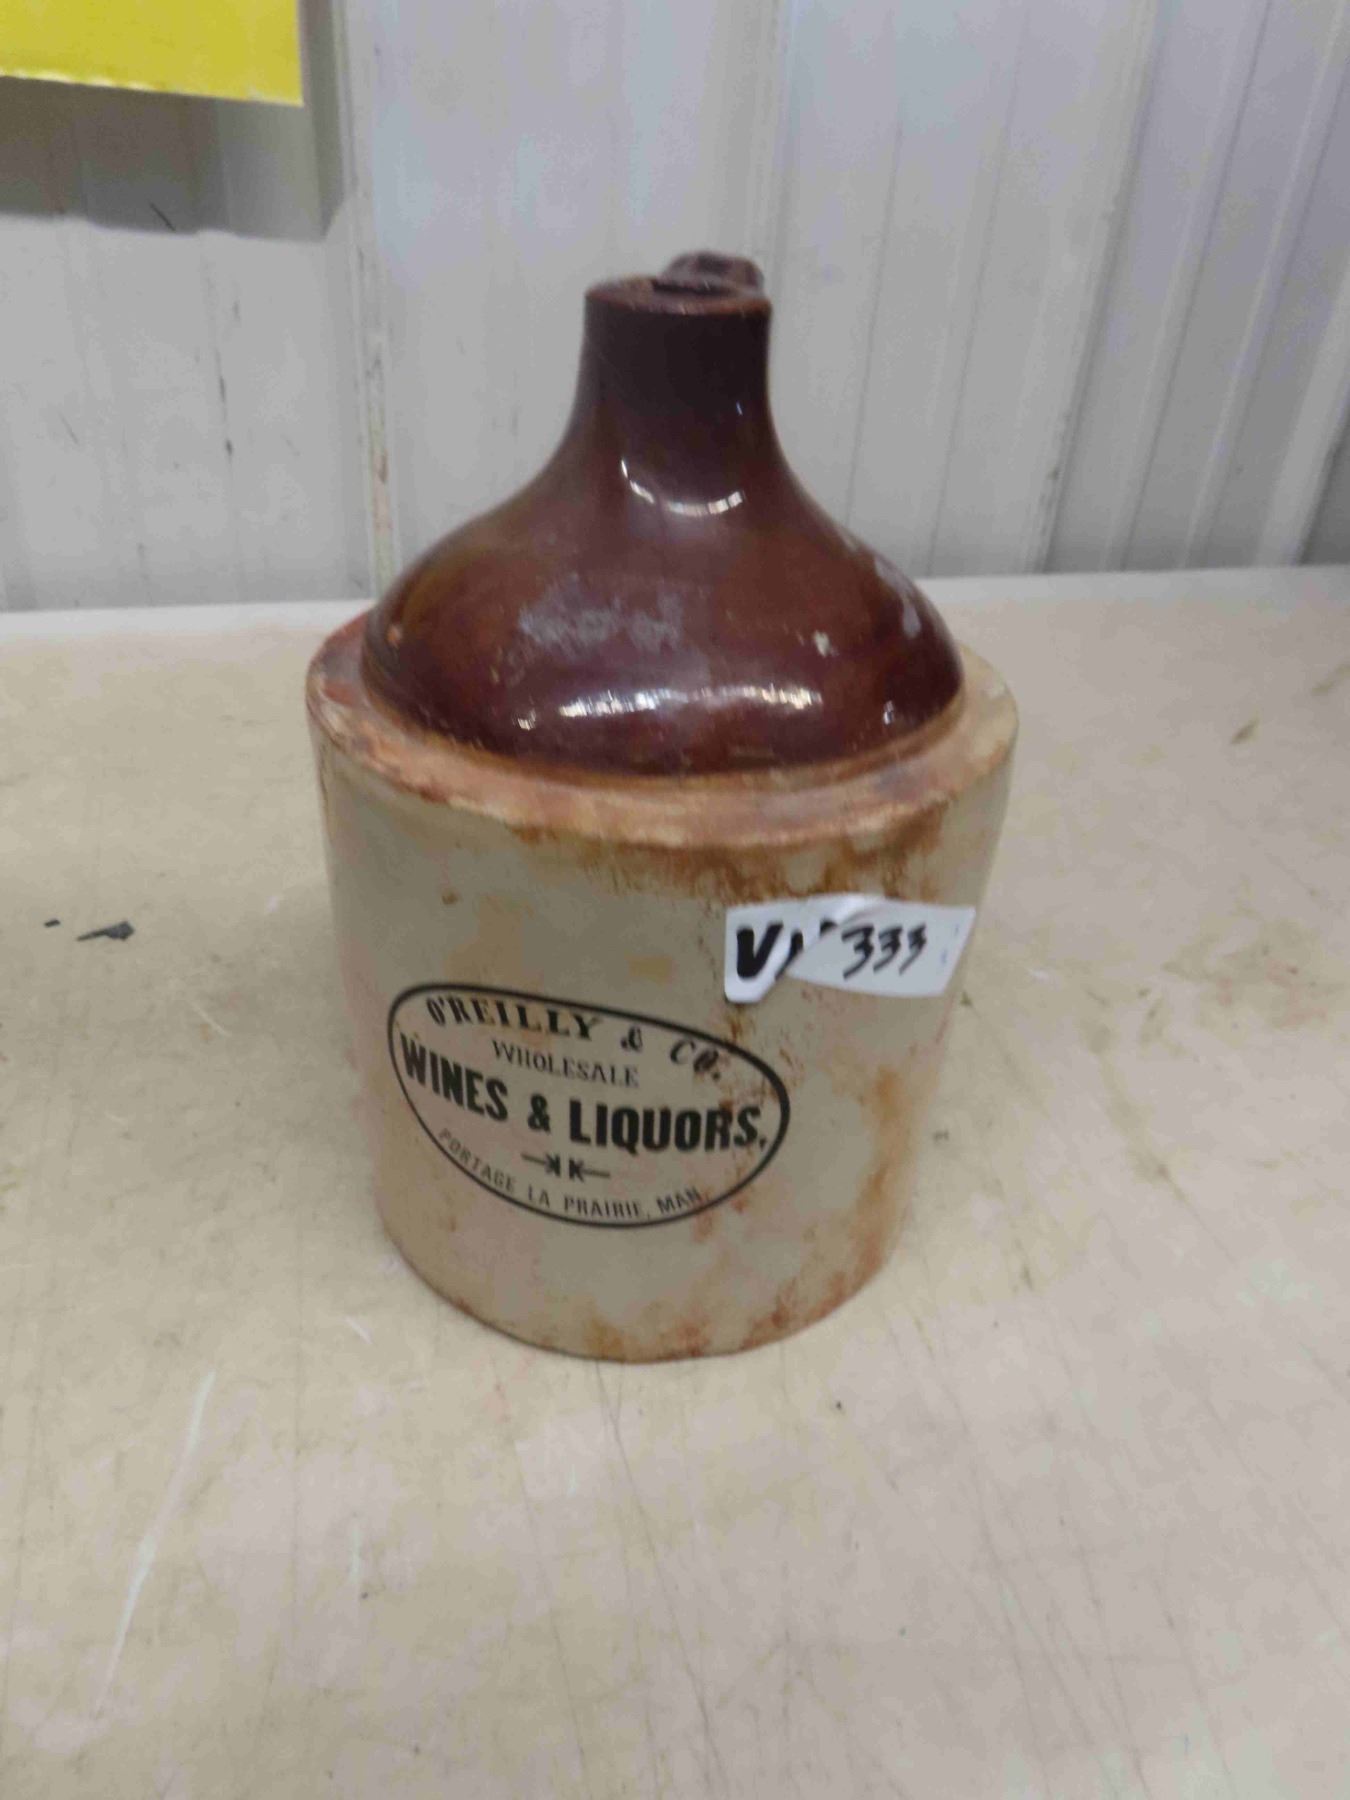 333
O'REILLY & CO.
WHOLESALE
WINES & LIQUORS.
PORTAGE LA PRAIRIE, MAN.